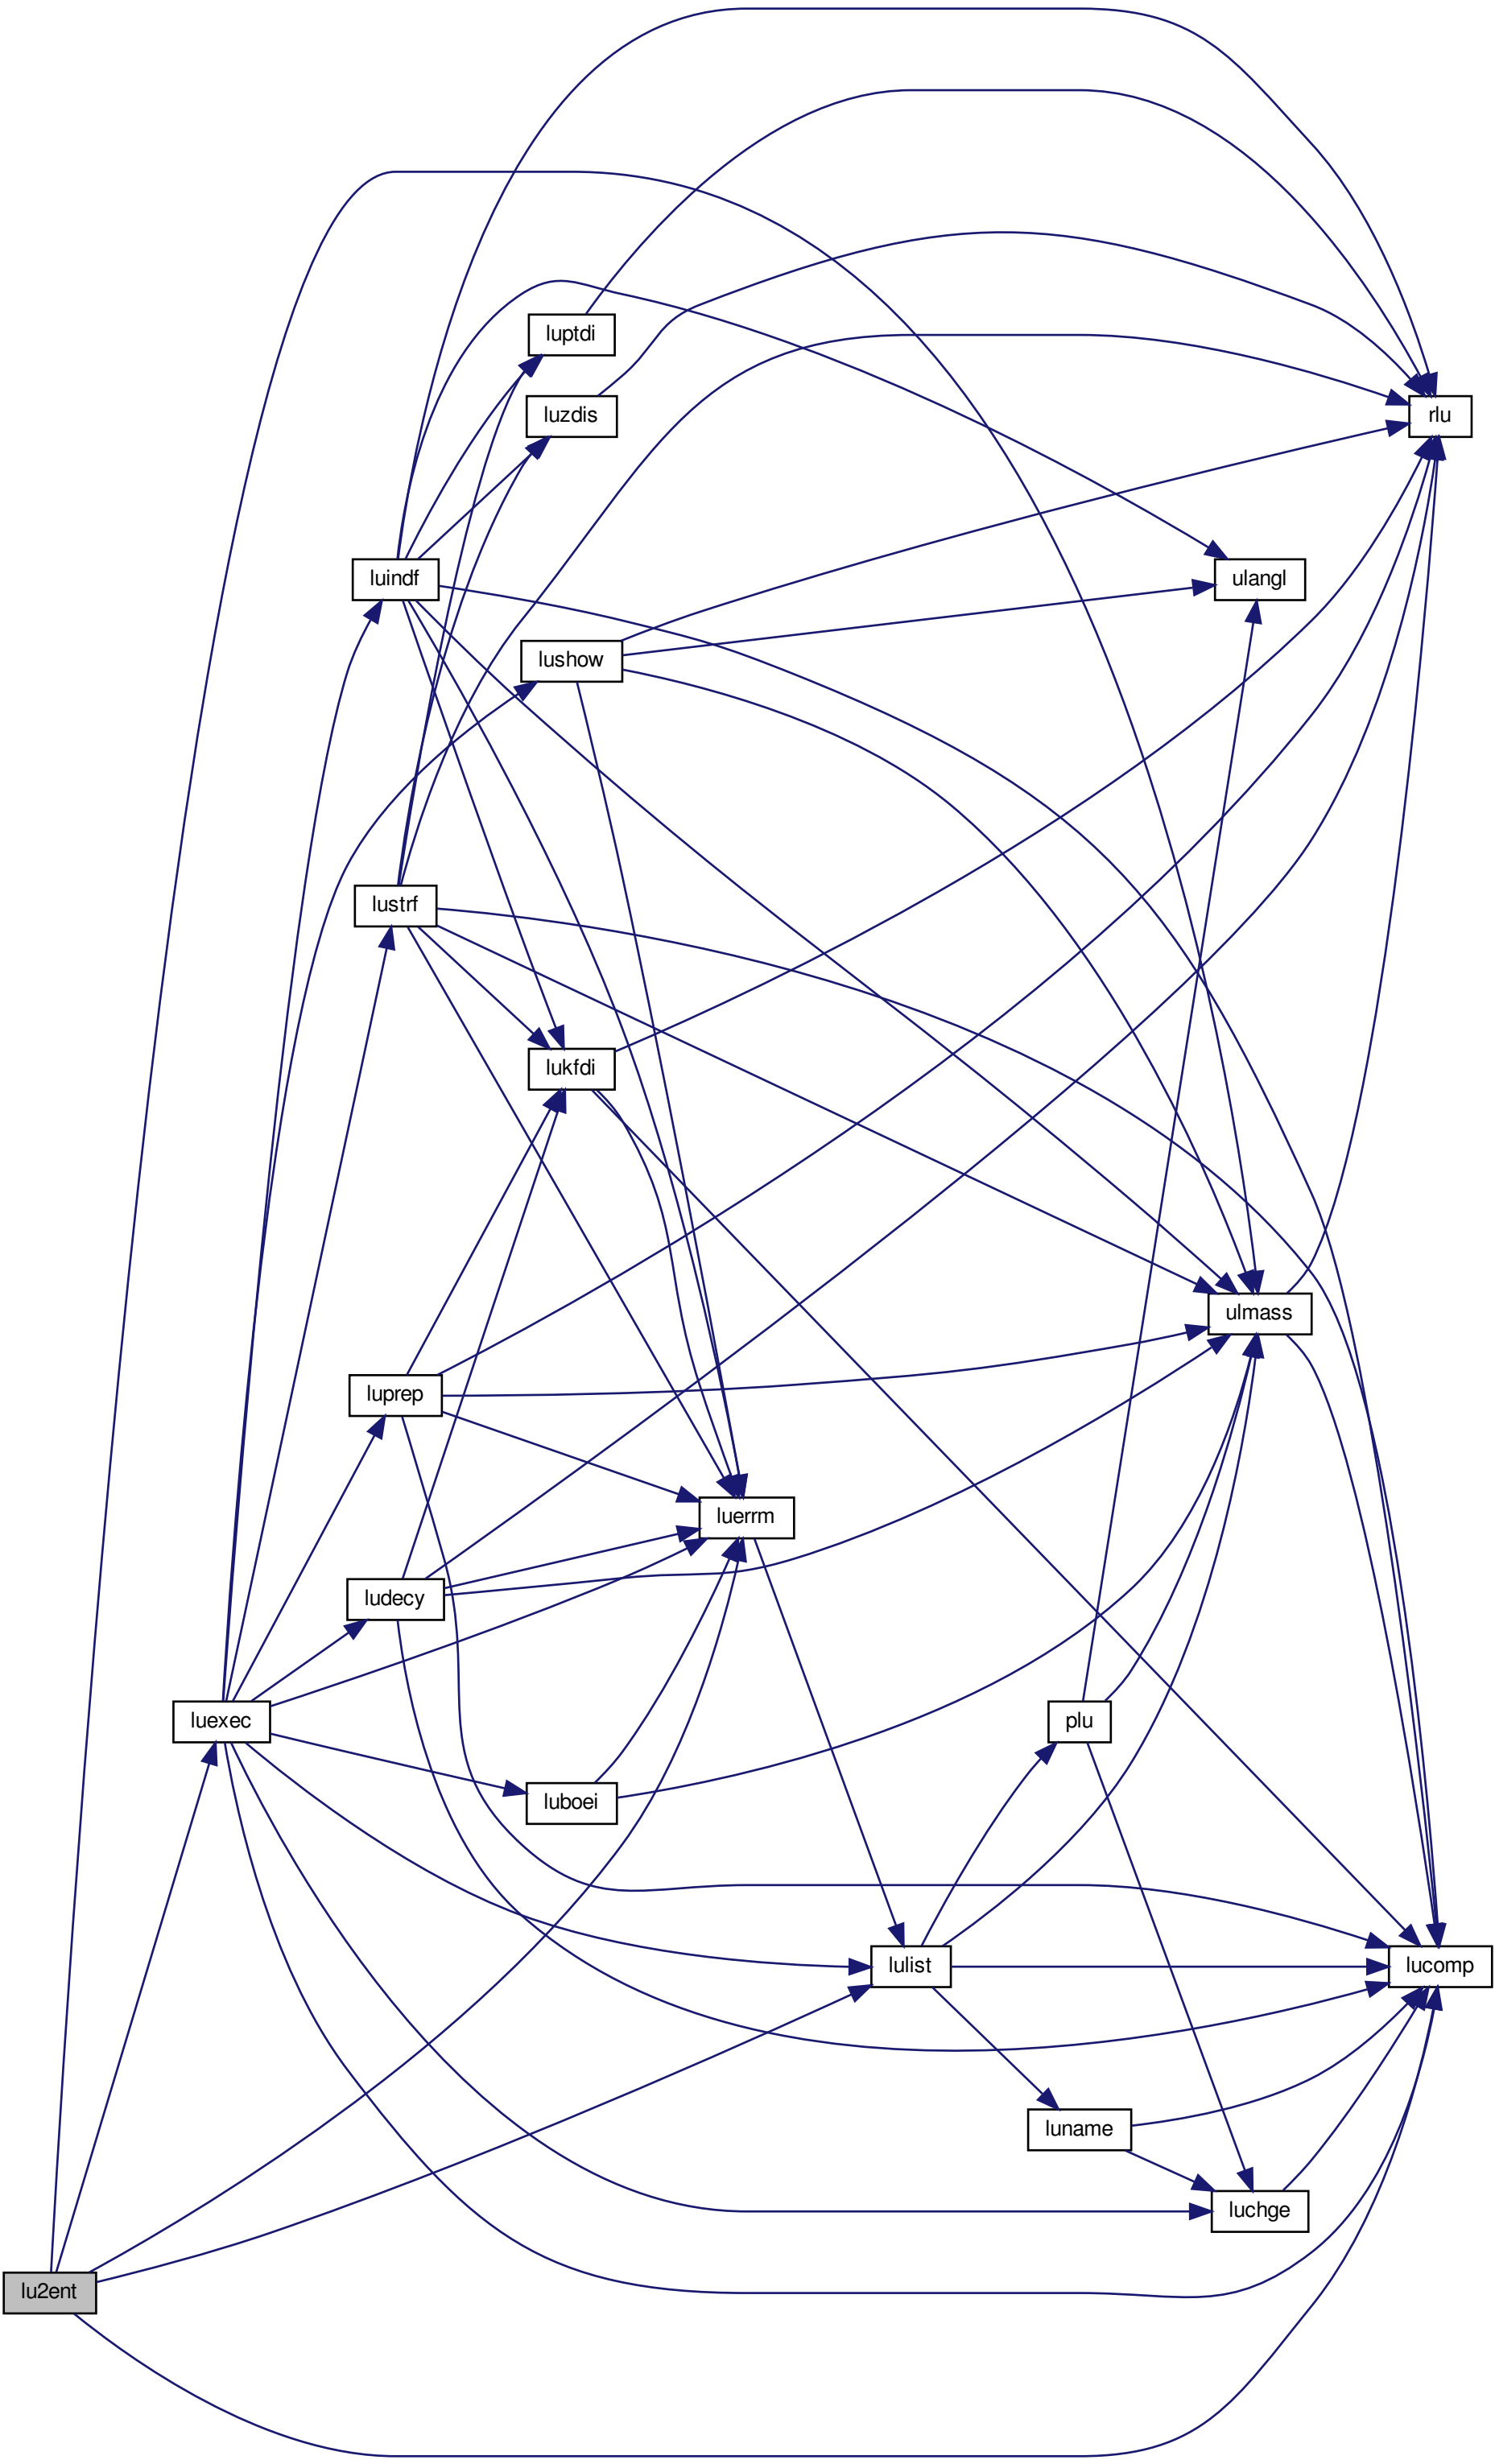 luptdi
luzdis
rlu
luindf
ulangl
lushow
lustrf
lukfdi
ulmass
luprep
luerrm
ludecy
luexec
plu
luboei
lulist
lucomp
luname
luchge
lu2ent